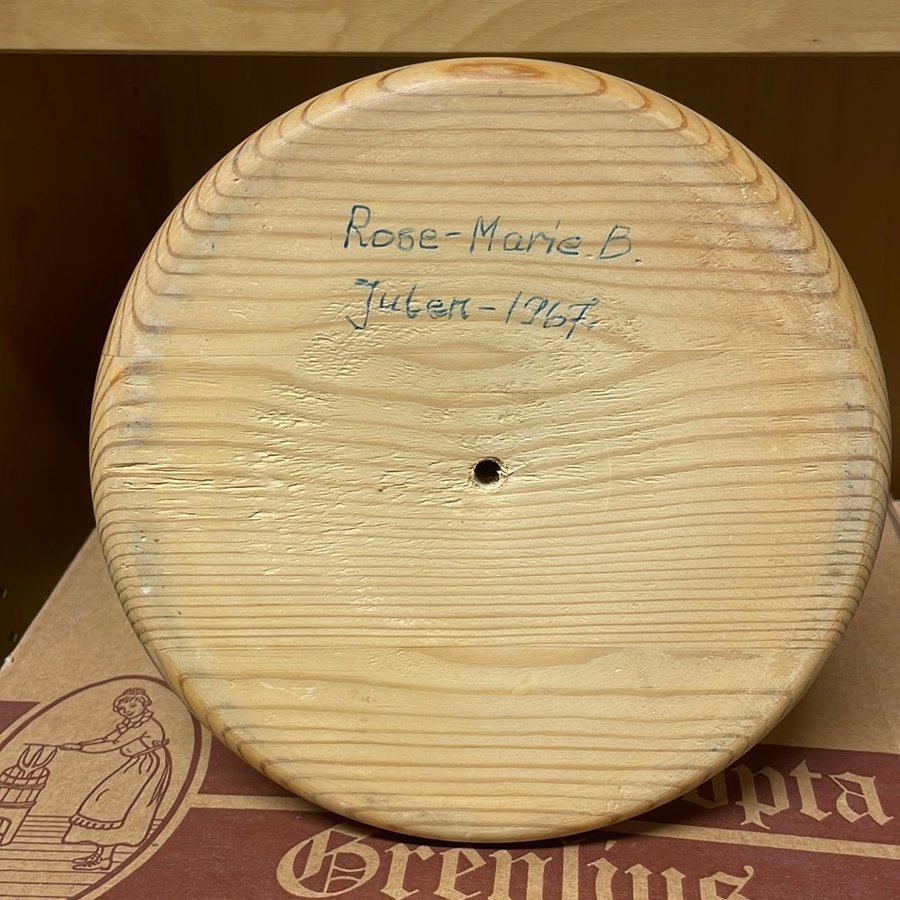 Rose-Marie.B.
Julen-1967.
opta
Grenlius